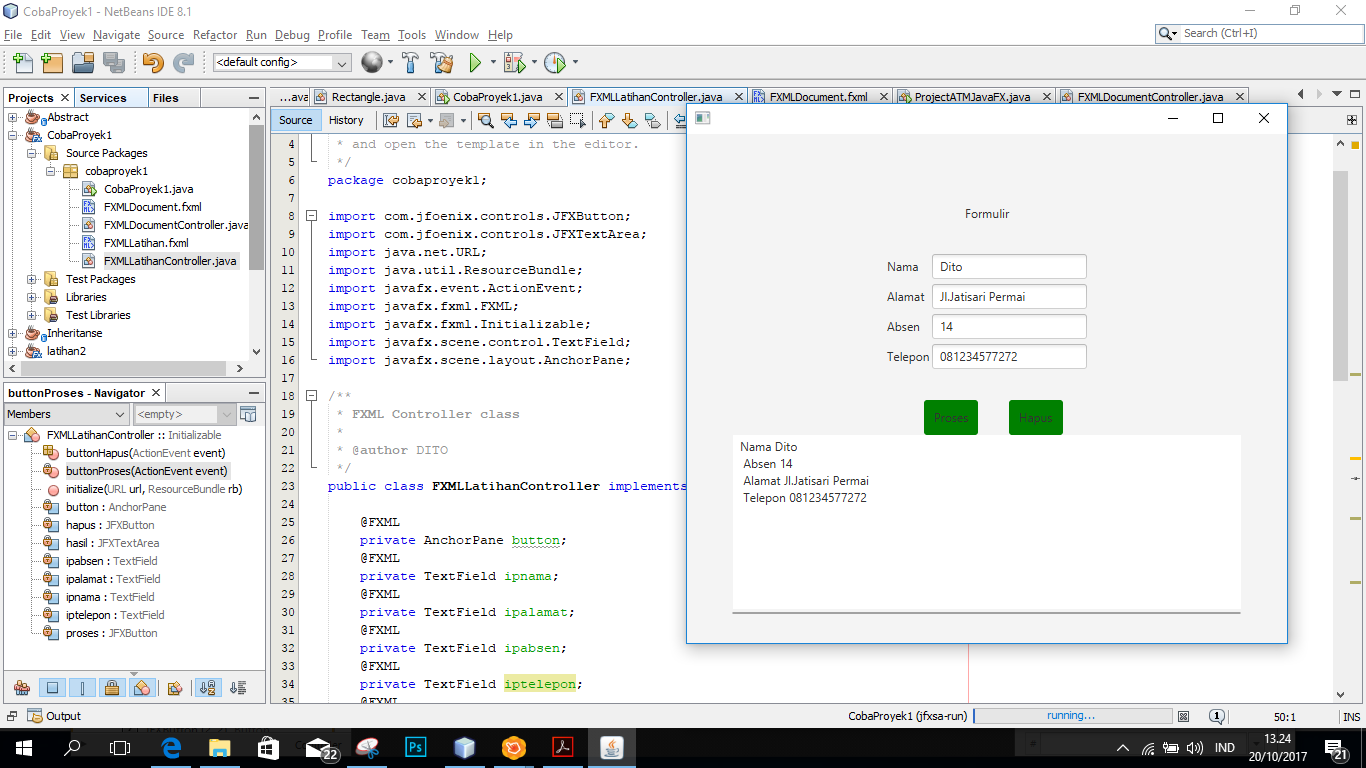 CobaProyek1 - NetBeans IDE 8.1
File Edit View Navigate Source Refactor Run Debug Profile Team Tools Window Help
Search (Ctrl+I)
<default config>
Projects Services Files
...ava Rectangle.java CobaProyek1.java FXMLLatihanController.java FXMLDocument.fxml ProjectATMJavaFX.java FXMLDocumentController.java
Abstract
CobaProyek1
Source Packages
cobaproyek1
CobaProyek1.java
FXMLDocument.fxml
FXMLDocumentController.java
FXMLLatihan.fxml
FXMLLatihanController.java
Test Packages
Libraries
Test Libraries
Inheritanse
latihan2
buttonProses - Navigator
Members <empty>
FXMLLatihanController :: Initializable
buttonHapus(ActionEvent event)
buttonProses(ActionEvent event)
initialize(URL url, ResourceBundle rb)
button : AnchorPane
hapus : JFXButton
hasil : JFXTextArea
ipabsen : TextField
ipalamat : TextField
ipnama : TextField
iptelepon : TextField
proses : JFXButton
Source History
4 * and open the template in the editor.
5 */
6 package cobaproyek1;
7
8 import com.jfoenix.controls.JFXButton;
9 import com.jfoenix.controls.JFXTextArea;
10 import java.net.URL;
11 import java.util.ResourceBundle;
12 import javafx.event.ActionEvent;
13 import javafx.fxml.FXML;
14 import javafx.fxml.Initializable;
15 import javafx.scene.control.TextField;
16 import javafx.scene.layout.AnchorPane;
17
18 /**
19 * FXML Controller class
20 *
21 * @author DITO
22 */
23 public class FXMLLatihanController implements
24
25 @FXML
26 private AnchorPane button;
27 @FXML
28 private TextField ipnama;
29 @FXML
30 private TextField ipalamat;
31 @FXML
32 private TextField ipabsen;
33 @FXML
34 private TextField iptelepon;
35 @FXML
Formulir
Nama Dito
Alamat Jl.Jatisari Permai
Absen 14
Telepon 081234577272
Proses Hapus
Nama Dito
Absen 14
Alamat Jl.Jatisari Permai
Telepon 081234577272
Output
CobaProyek1 (jfxsa-run) running... 1 50:1 INS
22
Ps
IND
13.24
20/10/2017
21